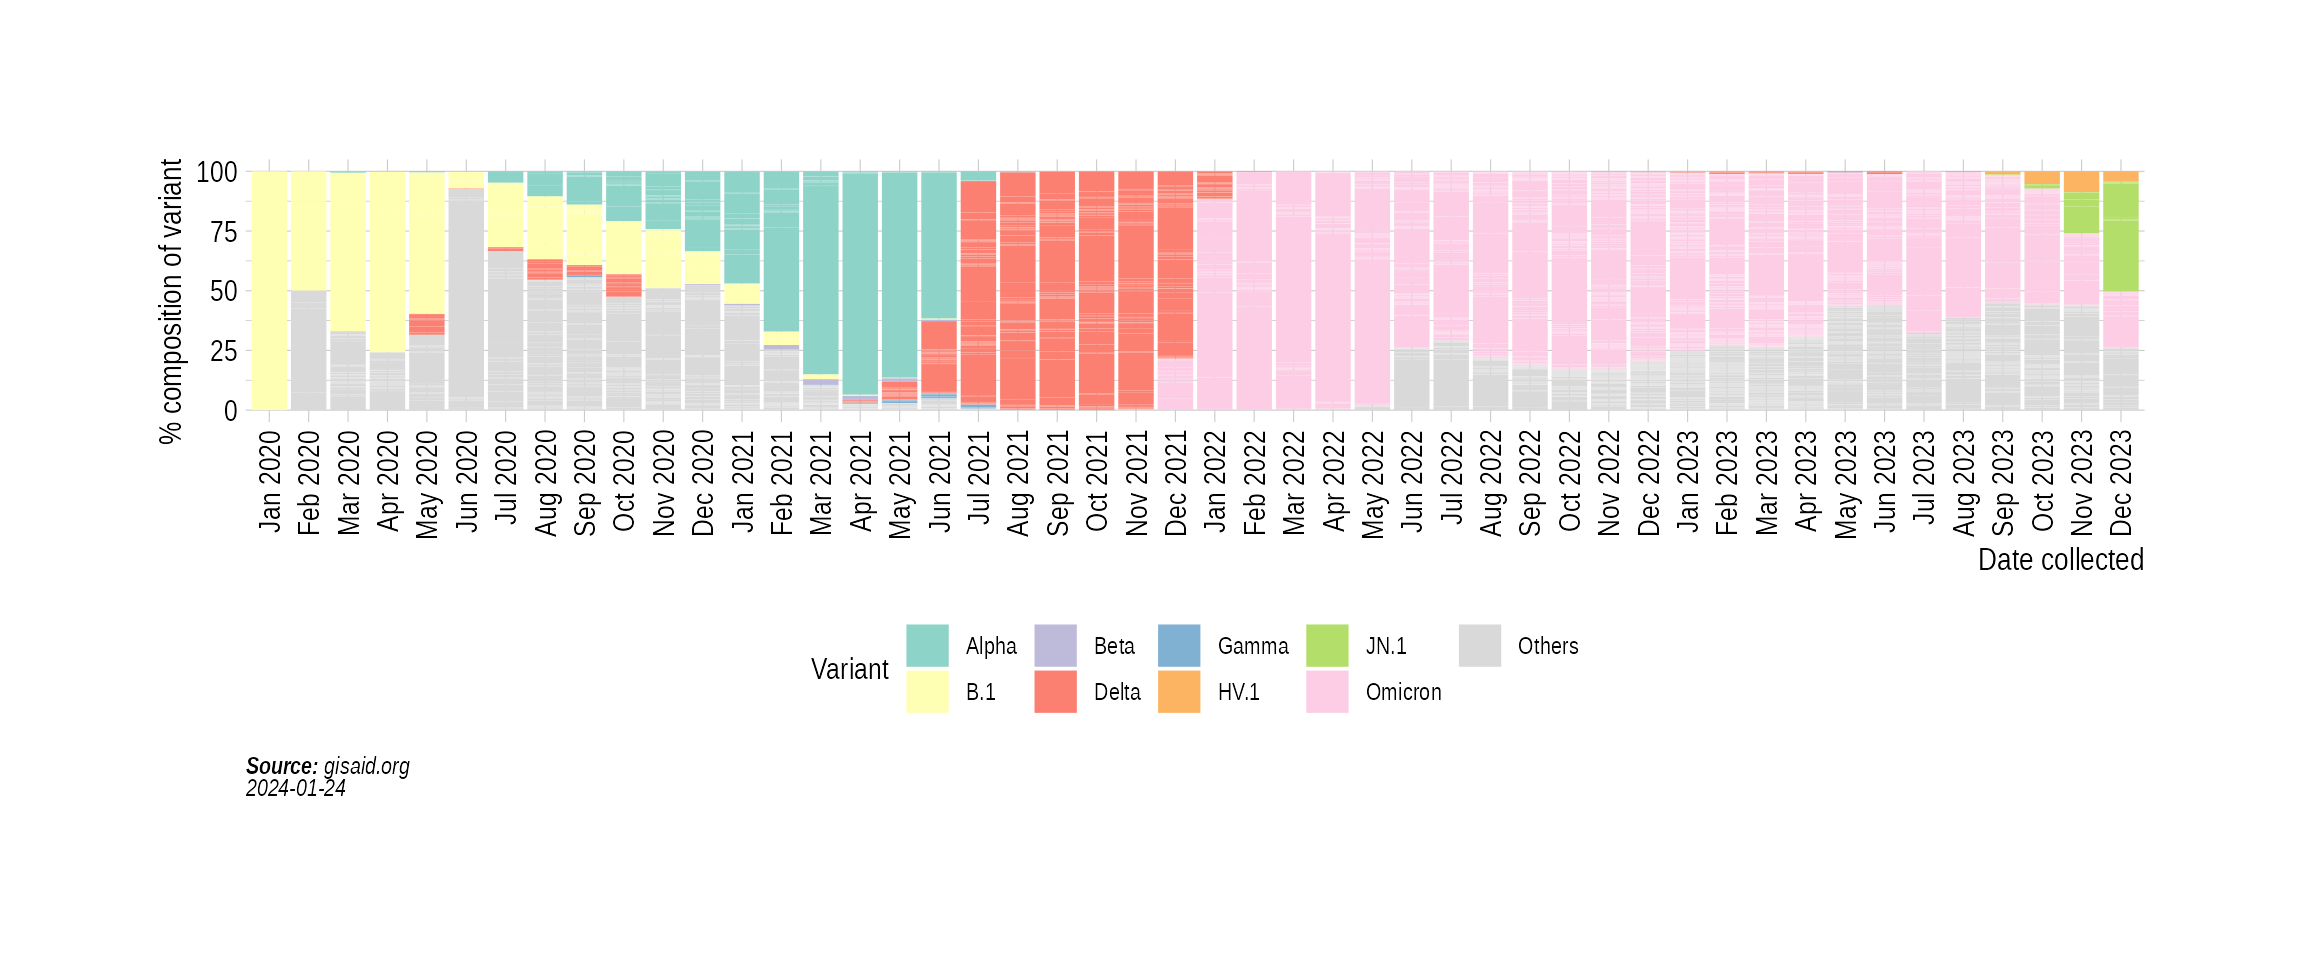 % composition of variant
100
75
50
25
0
Jan 2020
Feb 2020
Mar 2020
Apr 2020
May 2020
Jun 2020
Jul 2020
Aug 2020
Sep 2020
Oct 2020
Nov 2020
Dec 2020
Jan 2021
Feb 2021
Mar 2021
Apr 2021
May 2021
Jun 2021
Jul 2021
Aug 2021
Sep 2021
Oct 2021
Nov 2021
Dec 2021
Jan 2022
Feb 2022
Mar 2022
Apr 2022
May 2022
Jun 2022
Jul 2022
Aug 2022
Sep 2022
Oct 2022
Nov 2022
Dec 2022
Jan 2023
Feb 2023
Mar 2023
Apr 2023
May 2023
Jun 2023
Jul 2023
Aug 2023
Sep 2023
Oct 2023
Nov 2023
Dec 2023
Date collected
Variant
Alpha
Beta
Gamma
JN.1
Others
B.1
Delta
HV.1
Omicron
Source: gisaid.org
2024-01-24